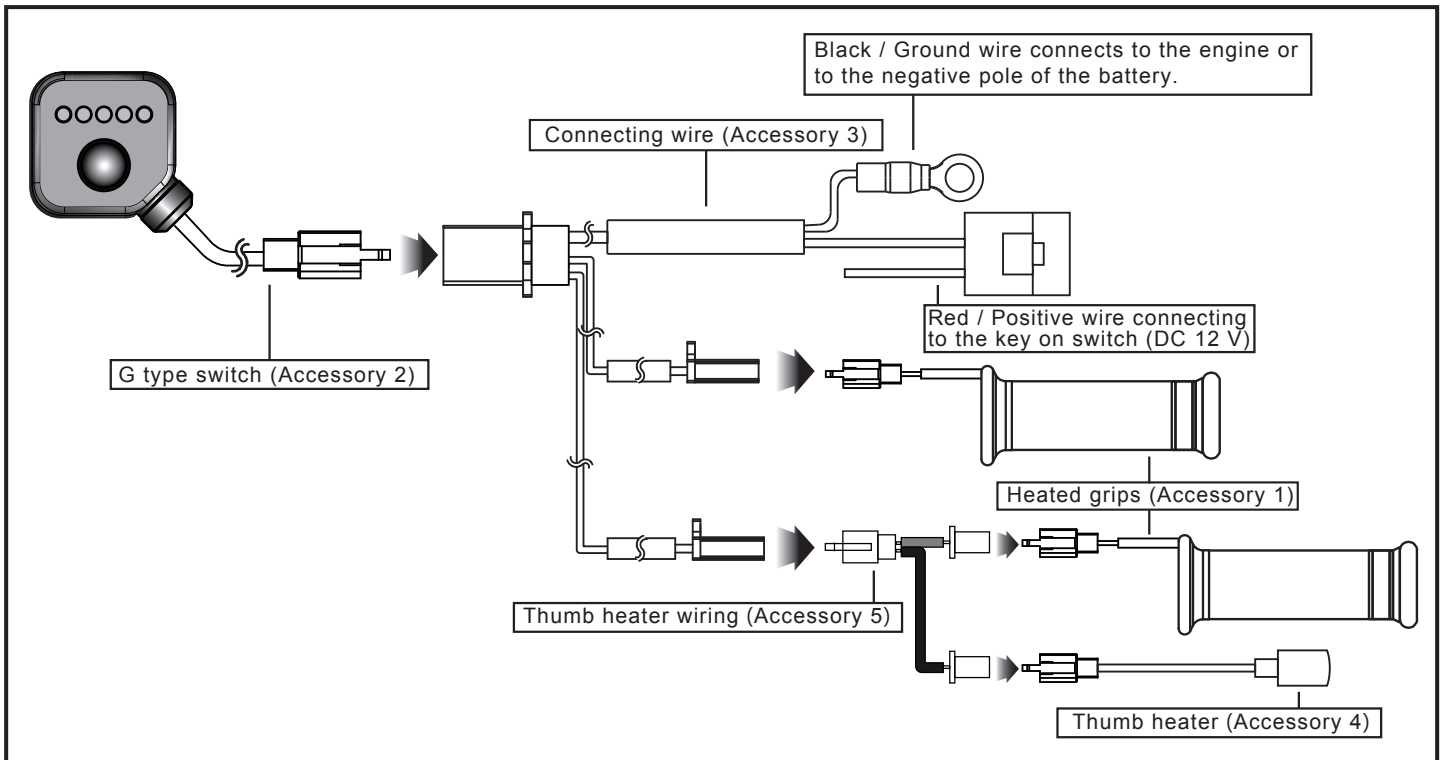 Black / Ground wire connects to the engine or
to the negative pole of the battery.
Connecting wire (Accessory 3)
Red / Positive wire connecting
to the key on switch (DC 12 V)
G type switch (Accessory 2)
Heated grips (Accessory 1)
Thumb heater wiring (Accessory 5)
Thumb heater (Accessory 4)